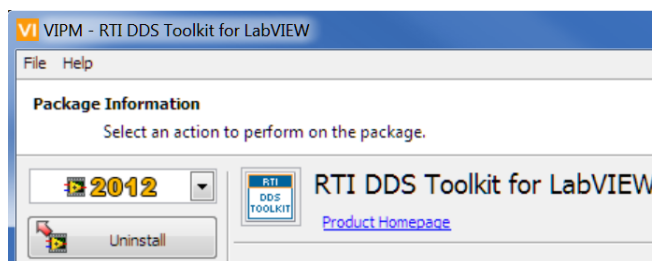 VI VIPM - RTI DDS Toolkit for LabVIEW
File Help
Package Information
Select an action to perform on the package.
2012
RTI
DDS
TOOLKIT
RTI DDS Toolkit for LabVIEW
Product Homepage
Uninstall